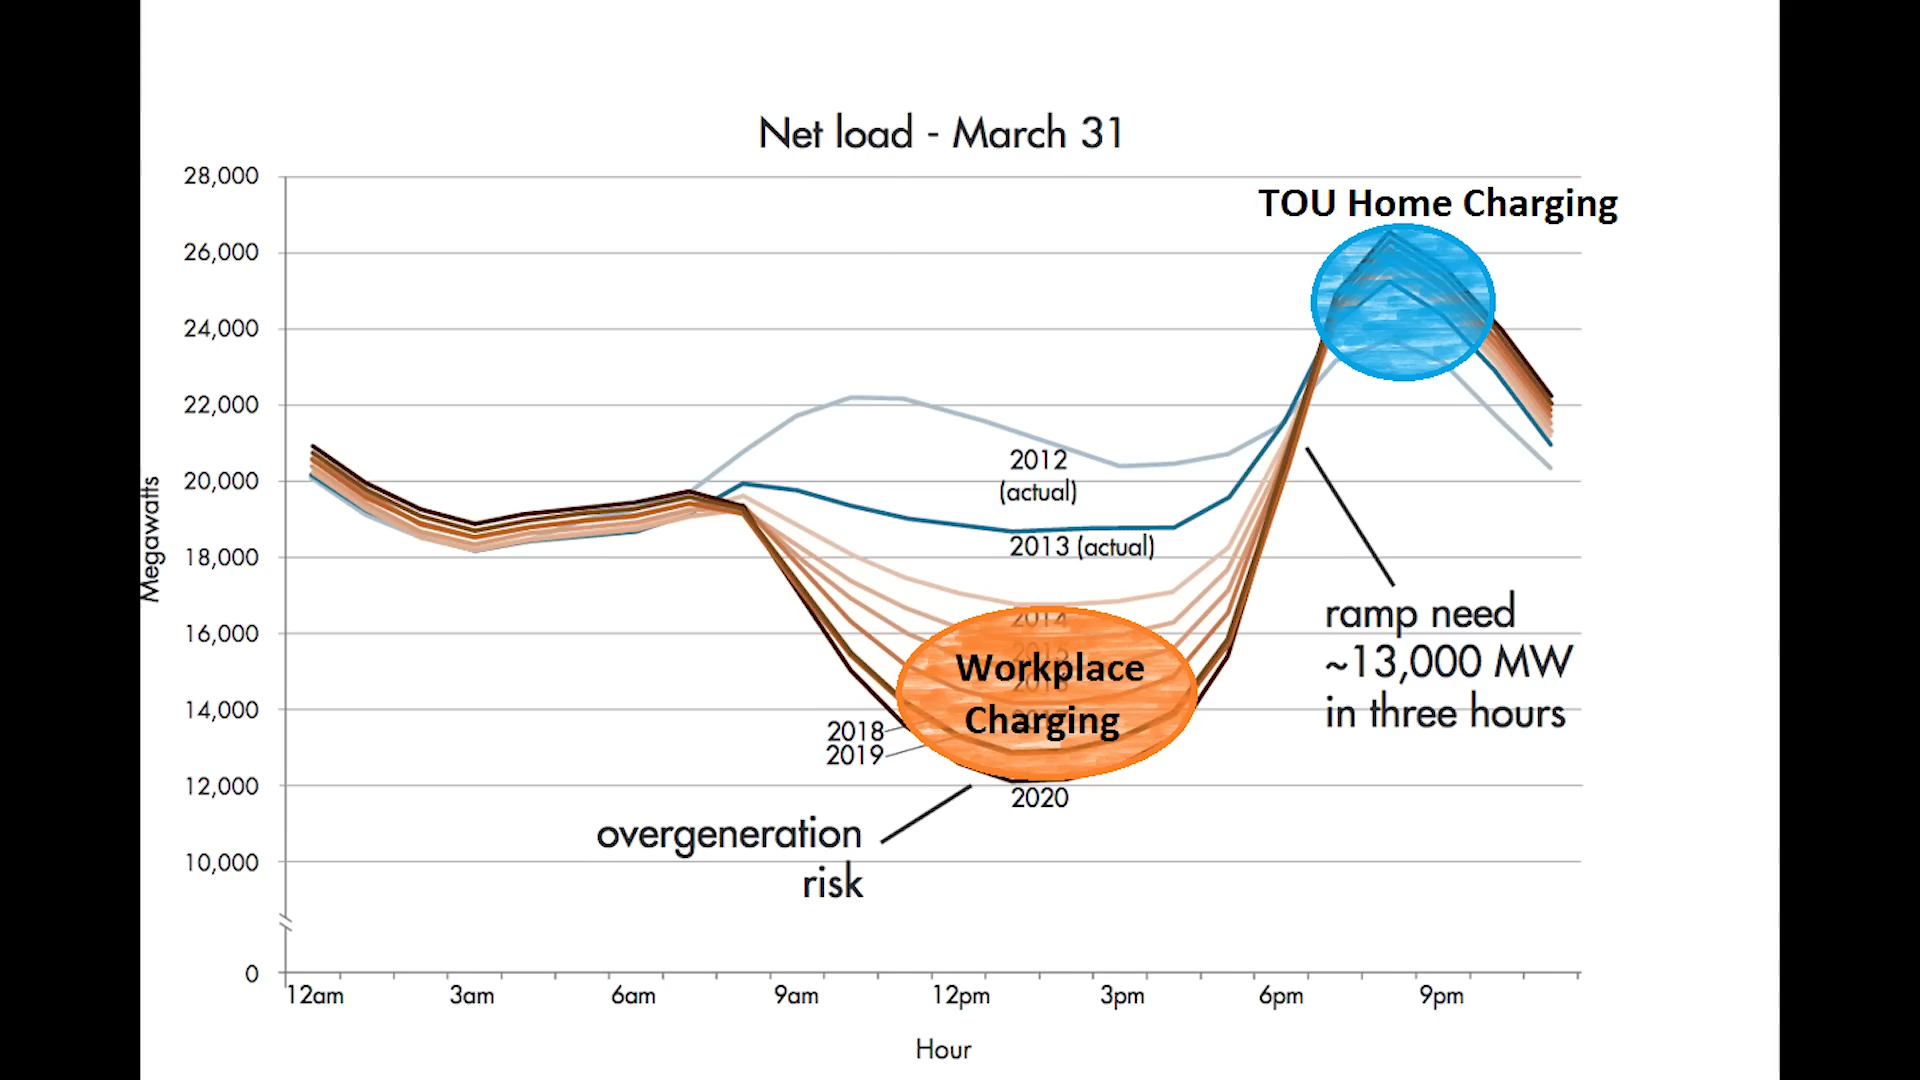 Net load - March 31
28,000
TOU Home Charging
26,000
24,000
22,000
20,000
18,000
16,000
14,000
12,000
10,000
0
Megawatts
2012
(actual)
2013 (actual)
2014
2015
Workplace
Charging
2018
2019
2020
ramp need
~13,000 MW
in three hours
overgeneration
risk
12am
3am
6am
9am
12pm
3pm
6pm
9pm
Hour